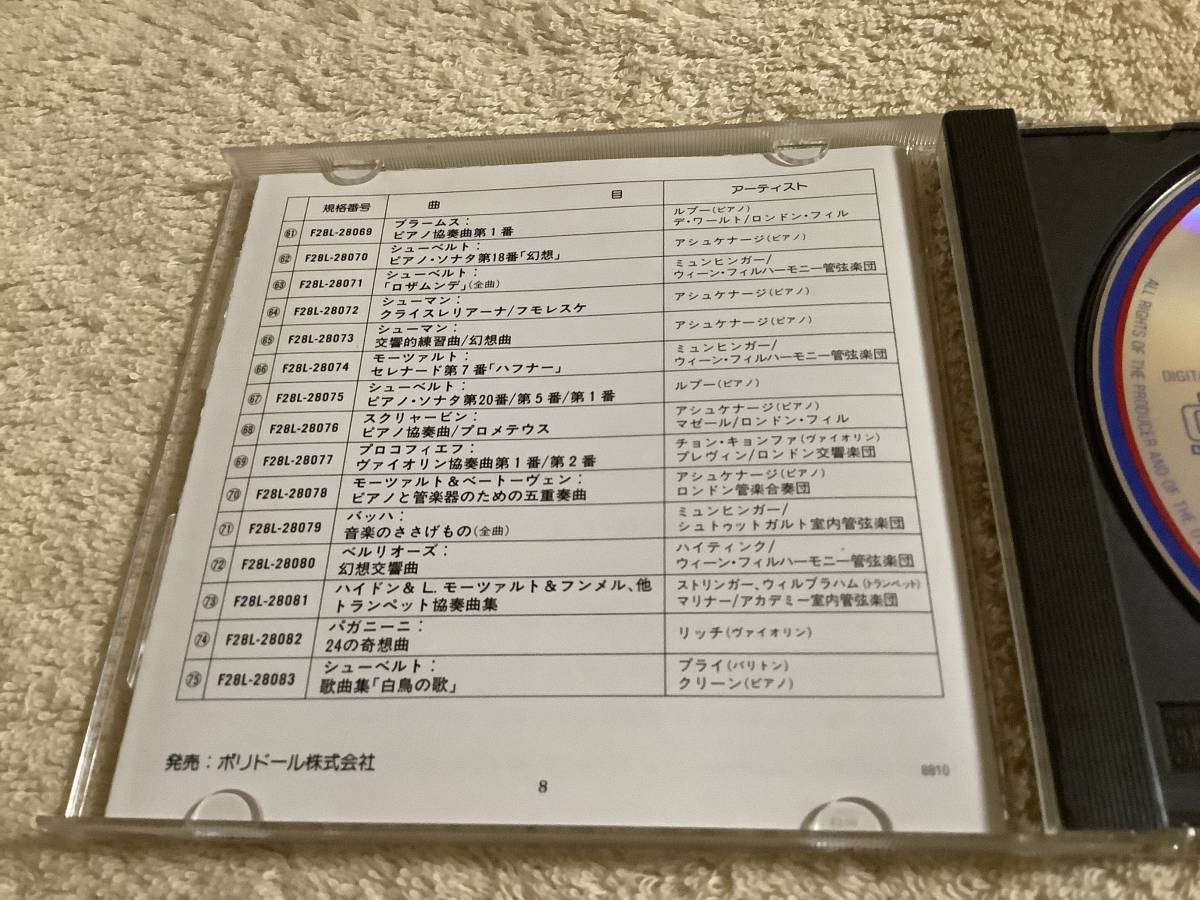 規格番号 曲 目 アーティスト
61 F28L-28069 ブラームス: ルプー(ピアノ)
ピアノ協奏曲第1番 デ・ワールト/ロンドン・フィル
62 F28L-28070 シューベルト: アシュケナージ(ピアノ)
ピアノ・ソナタ第18番「幻想」
63 F28L-28071 シューベルト: ミュンヒンガー/
「ロザムンデ」(全曲) ウィーン・フィルハーモニー管弦楽団
64 F28L-28072 シューマン: アシュケナージ(ピアノ)
クライスレリアーナ/フモレスケ
65 F28L-28073 シューマン: アシュケナージ(ピアノ)
交響的練習曲/幻想曲
66 F28L-28074 モーツァルト: ミュンヒンガー/
セレナード第7番「ハフナー」 ウィーン・フィルハーモニー管弦楽団
67 F28L-28075 シューベルト: ルプー(ピアノ)
ピアノ・ソナタ第20番/第5番/第1番
68 F28L-28076 スクリャービン: アシュケナージ(ピアノ)
ピアノ協奏曲/プロメテウス マゼール/ロンドン・フィル
69 F28L-28077 プロコフィエフ: チョン・キョンファ(ヴァイオリン)
ヴァイオリン協奏曲第1番/第2番 プレヴィン/ロンドン交響楽団
70 F28L-28078 モーツァルト&ベートーヴェン: アシュケナージ(ピアノ)
ピアノと管楽器のための五重奏曲 ロンドン管楽合奏団
71 F28L-28079 バッハ: ミュンヒンガー/
音楽のささげもの(全曲) シュトゥットガルト室内管弦楽団
72 F28L-28080 ベルリオーズ: ハイティンク/
幻想交響曲 ウィーン・フィルハーモニー管弦楽団
73 F28L-28081 ハイドン&L.モーツァルト&フンメル、他 ストリンガー、ウィルブラハム(トランペット)
トランペット協奏曲集 マリナー/アカデミー室内管弦楽団
74 F28L-28082 パガニーニ: リッチ(ヴァイオリン)
24の奇想曲
75 F28L-28083 シューベルト: プライ(バリトン)
歌曲集「白鳥の歌」 クリーン(ピアノ)
発売:ポリドール株式会社
8810
8
ALL RIGHTS OF THE PRODUCER AND OF THE
DIGIT